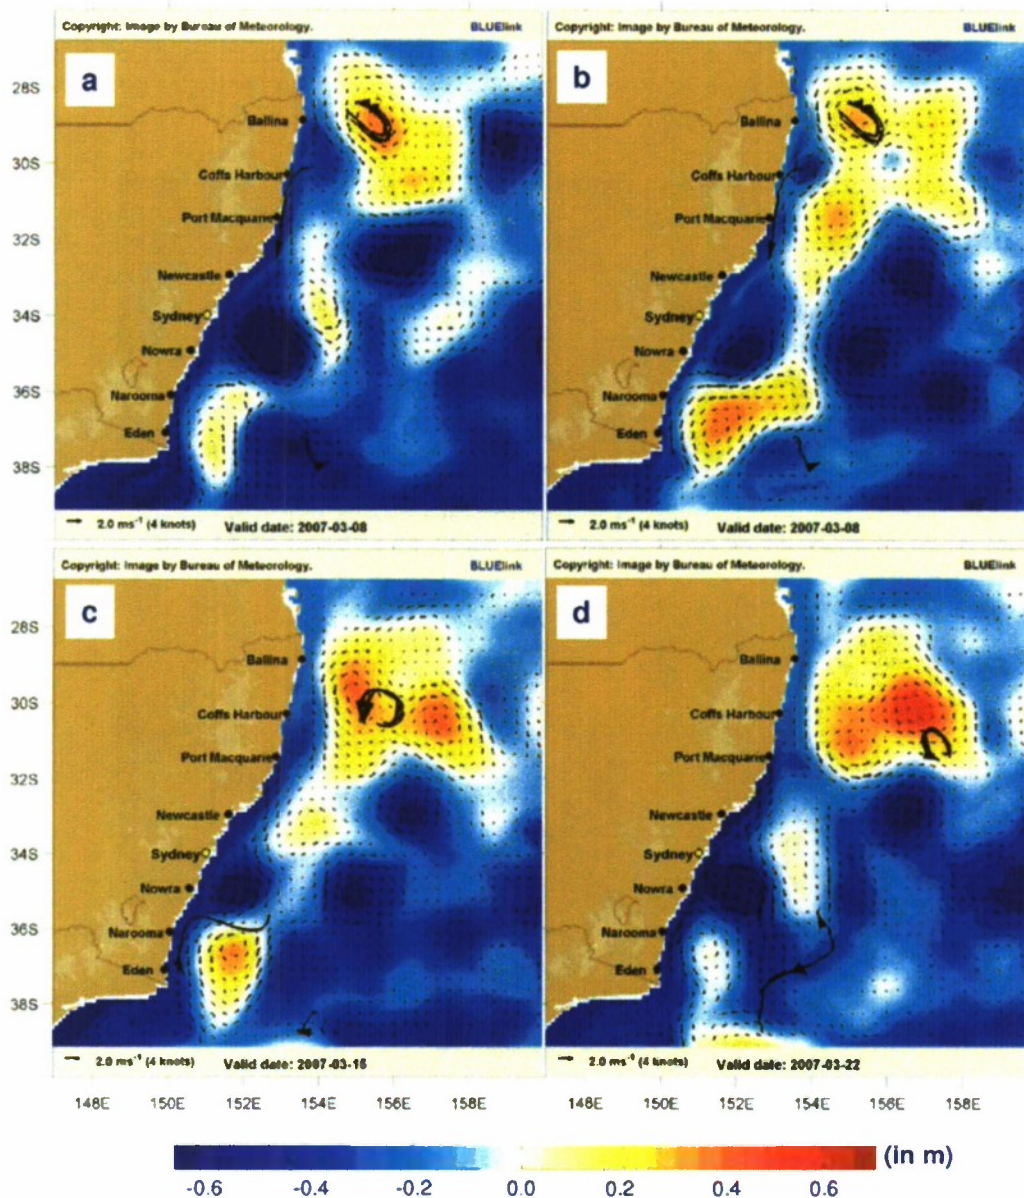 Copyright: Image by Bureau of Meteorology. BLUElink
Copyright: Image by Bureau of Meteorology. BLUElink
a
b
28S
30S
32S
34S
36S
38S
Ballina
Coffs Harbour
Port Macquarie
Newcastle
Sydney
Nowra
Narooma
Eden
Ballina
Coffs Harbour
Port Macquarie
Newcastle
Sydney
Nowra
Narooma
Eden
2.0 ms⁻¹ (4 knots) Valid date: 2007-03-08
2.0 ms⁻¹ (4 knots) Valid date: 2007-03-08
Copyright: Image by Bureau of Meteorology. BLUElink
Copyright: Image by Bureau of Meteorology. BLUElink
c
d
28S
30S
32S
34S
36S
38S
Ballina
Coffs Harbour
Port Macquarie
Newcastle
Sydney
Nowra
Narooma
Eden
Ballina
Coffs Harbour
Port Macquarie
Newcastle
Sydney
Nowra
Narooma
Eden
2.0 ms⁻¹ (4 knots) Valid date: 2007-03-15
2.0 ms⁻¹ (4 knots) Valid date: 2007-03-22
148E 150E 152E 154E 156E 158E 150E 152E 154E 156E 158E
(in m)
-0.6 -0.4 -0.2 0.0 0.2 0.4 0.6